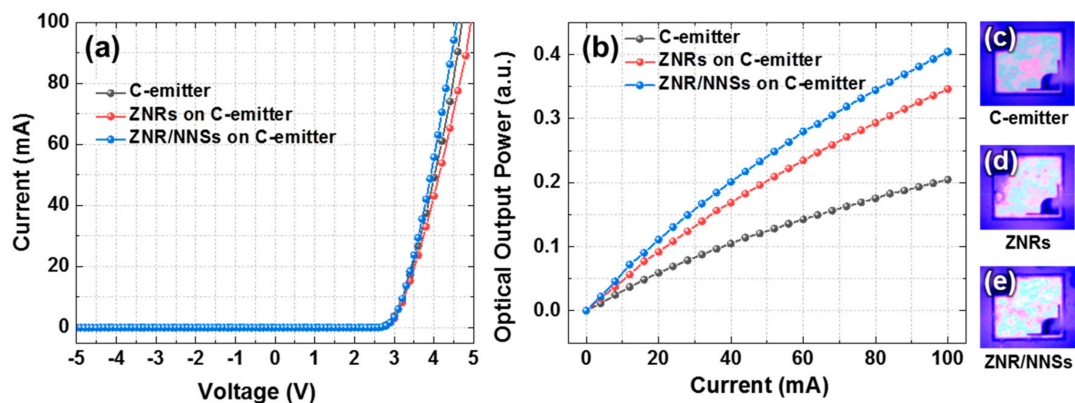 (a)
C-emitter
ZNRs on C-emitter
ZNR/NNSs on C-emitter
Current (mA)
100
80
60
40
20
0
-5 -4 -3 -2 -1 0 1 2 3 4 5
Voltage (V)
(b)
C-emitter
ZNRs on C-emitter
ZNR/NNSs on C-emitter
Optical Output Power (a.u.)
0.4
0.3
0.2
0.1
0.0
0 20 40 60 80 100
Current (mA)
(c)
C-emitter
(d)
ZNRs
(e)
ZNR/NNSs